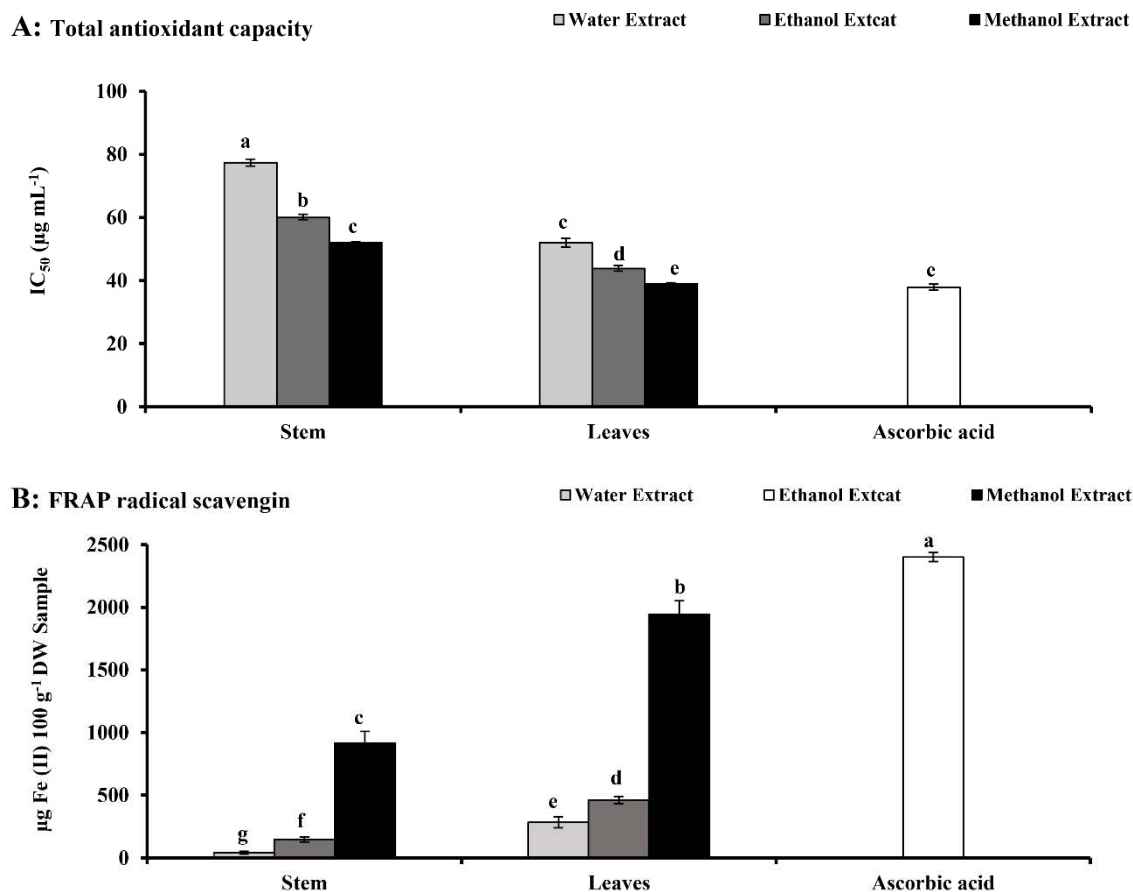 A: Total antioxidant capacity
Water Extract Ethanol Extcat Methanol Extract
IC₅₀ (µg mL⁻¹)
100
80
60
40
20
0
a
b
c
c
d
e
e
Stem Leaves Ascorbic acid
B: FRAP radical scavengin
Water Extract Ethanol Extcat Methanol Extract
µg Fe (II) 100 g⁻¹ DW Sample
2500
2000
1500
1000
500
0
g
f
c
e
d
b
a
Stem Leaves Ascorbic acid